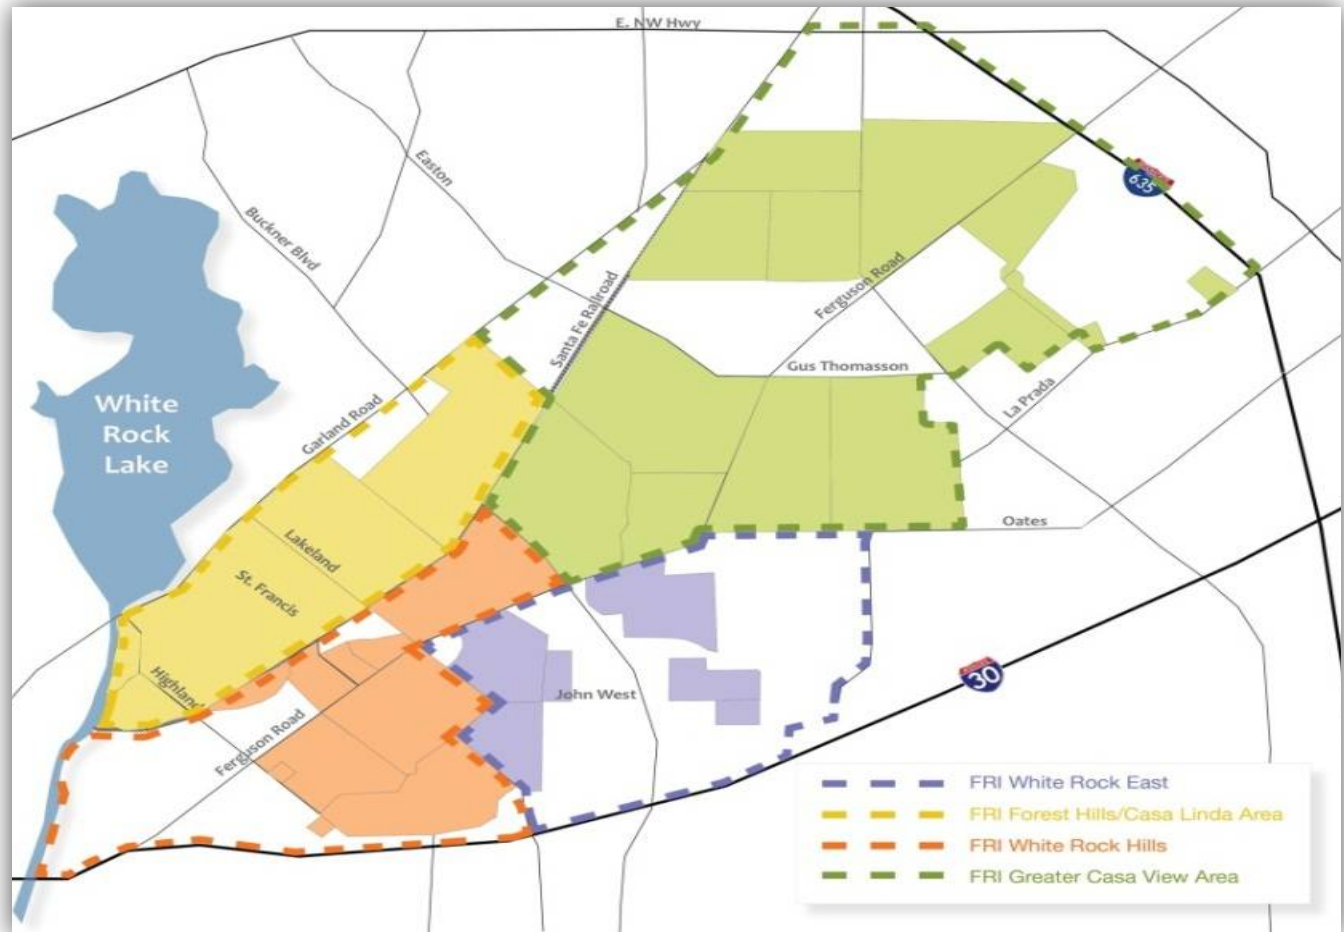 E. NW Hwy
Easton
635
Buckner Blvd
Santa Fe Railroad
Ferguson Road
Gus Thomasson
La Prada
White
Rock
Lake
Garland Road
Oates
Lakeland
St. Francis
Highland
John West
30
Ferguson Road
FRI White Rock East
FRI Forest Hills/Casa Linda Area
FRI White Rock Hills
FRI Greater Casa View Area